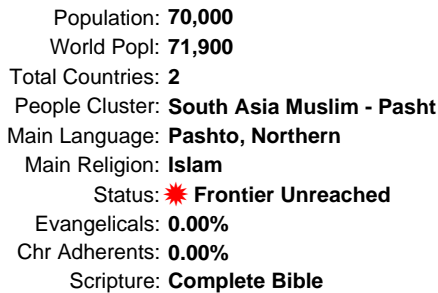 Population: 70,000
World Popl: 71,900
Total Countries: 2
People Cluster: South Asia Muslim - Pasht
Main Language: Pashto, Northern
Main Religion: Islam
Status: Frontier Unreached
Evangelicals: 0.00%
Chr Adherents: 0.00%
Scripture: Complete Bible